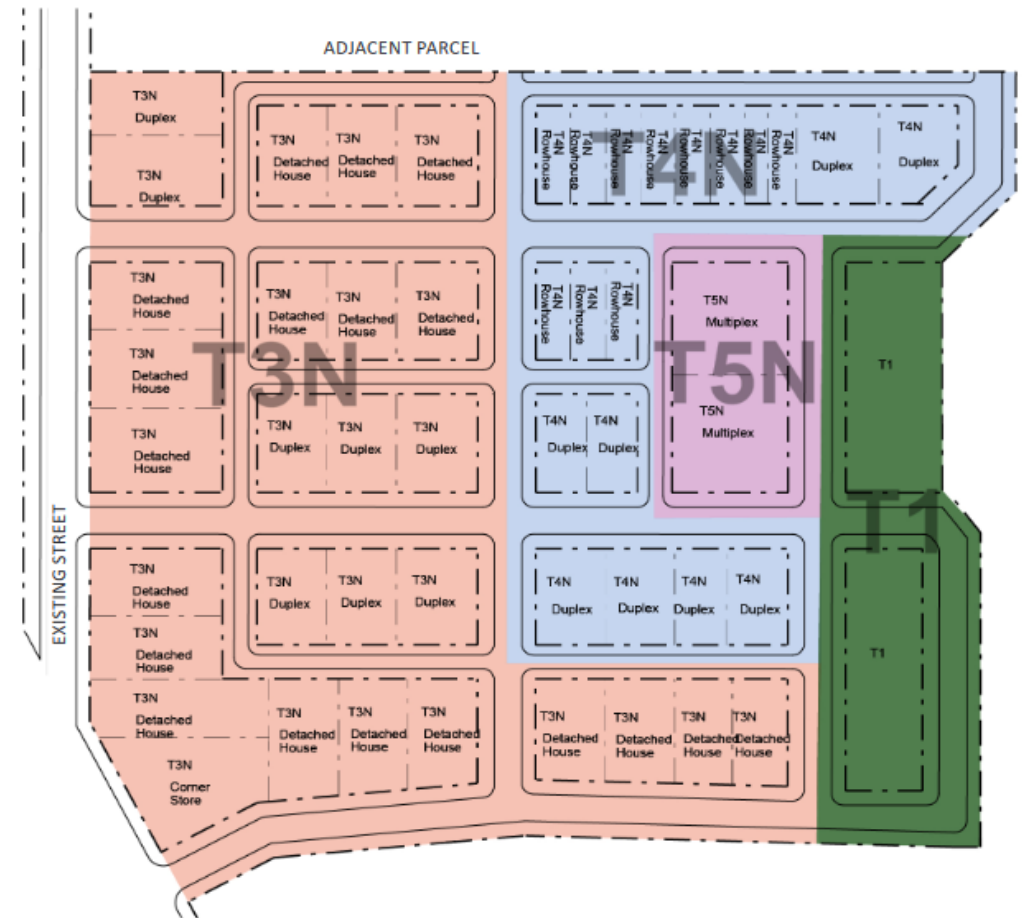 ADJACENT PARCEL
T3N
Duplex
T3N
Duplex
T3N
Detached
House
T3N
Detached
House
T3N
Detached
House
T4N
Rowhouse
T4N
Rowhouse
T4N
Rowhouse
T4N
Rowhouse
T4N
Rowhouse
T4N
Rowhouse
T4N
Rowhouse
T4N
Rowhouse
T4N
Duplex
T4N
Duplex
T4N
T3N
Detached
House
T3N
Detached
House
T3N
Detached
House
T3N
Detached
House
T3N
Detached
House
T3N
Detached
House
T3N
T4N
Rowhouse
T4N
Rowhouse
T4N
Rowhouse
T5N
Multiplex
T5N
Multiplex
T5N
T1
T3N
Duplex
T3N
Duplex
T3N
Duplex
T4N
Duplex
T4N
Duplex
T1
EXISTING STREET
T3N
Detached
House
T3N
Detached
House
T3N
Detached
House
T3N
Corner
Store
T3N
Duplex
T3N
Duplex
T3N
Duplex
T4N
Duplex
T4N
Duplex
T4N
Duplex
T4N
Duplex
T1
T3N
Detached
House
T3N
Detached
House
T3N
Detached
House
T3N
Detached
House
T3N
Detached
House
T3N
Detached
House
T3N
Detached
House